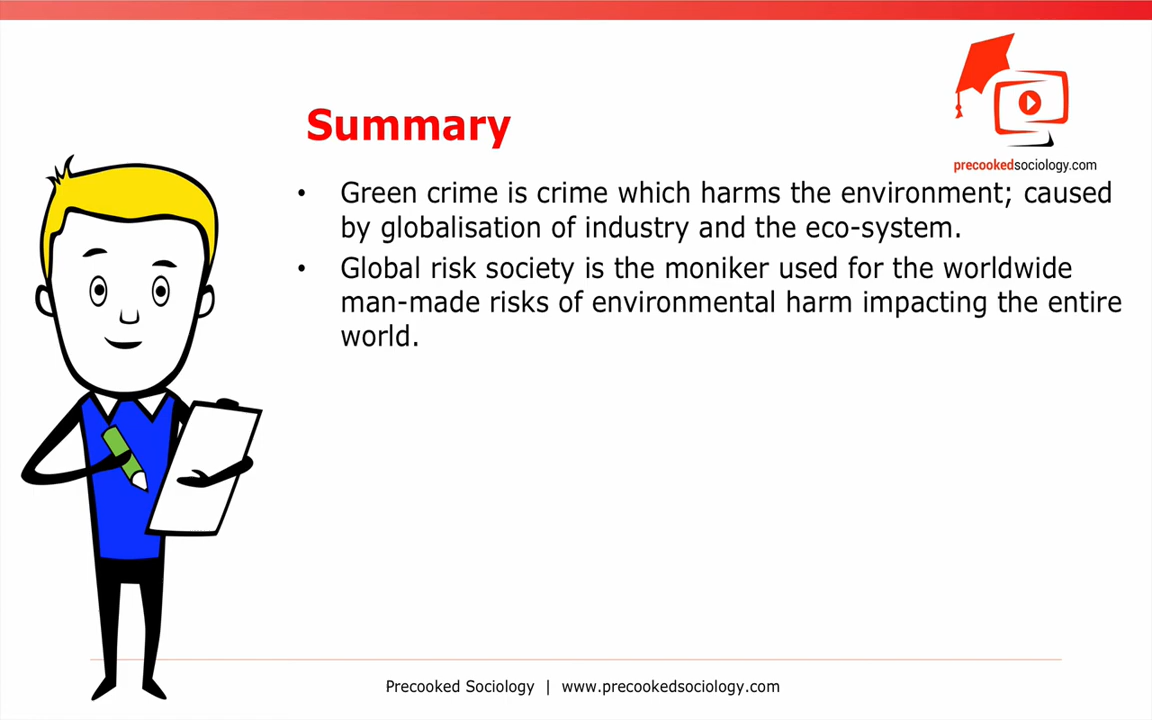 precookedsociology.com
Summary
• Green crime is crime which harms the environment; caused
by globalisation of industry and the eco-system.
• Global risk society is the moniker used for the worldwide
man-made risks of environmental harm impacting the entire
world.
Precooked Sociology | www.precookedsociology.com